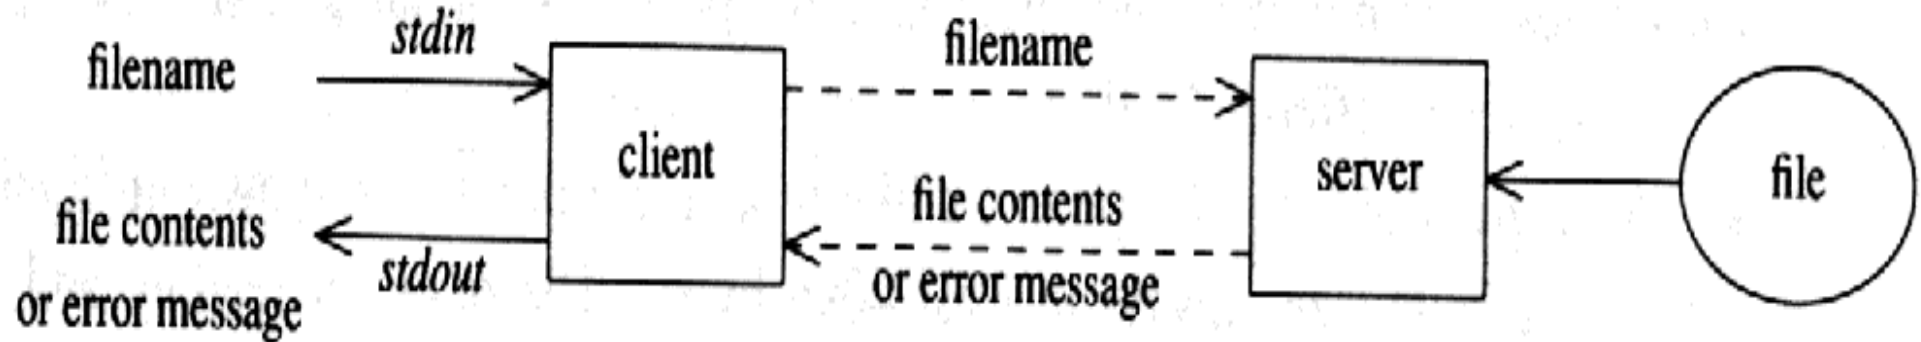 stdin
filename
filename
client
server
file
file contents
or error message
stdout
file contents
or error message